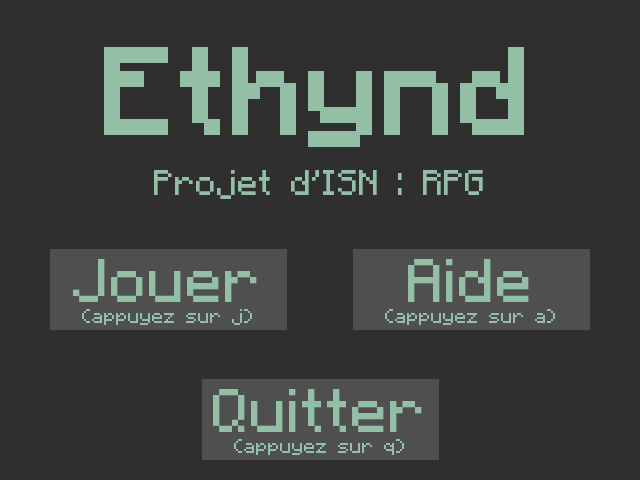 Ethynd
Projet d'ISN : RPG
Jouer
(appuyez sur j)
Aide
(appuyez sur a)
Quitter
(appuyez sur q)